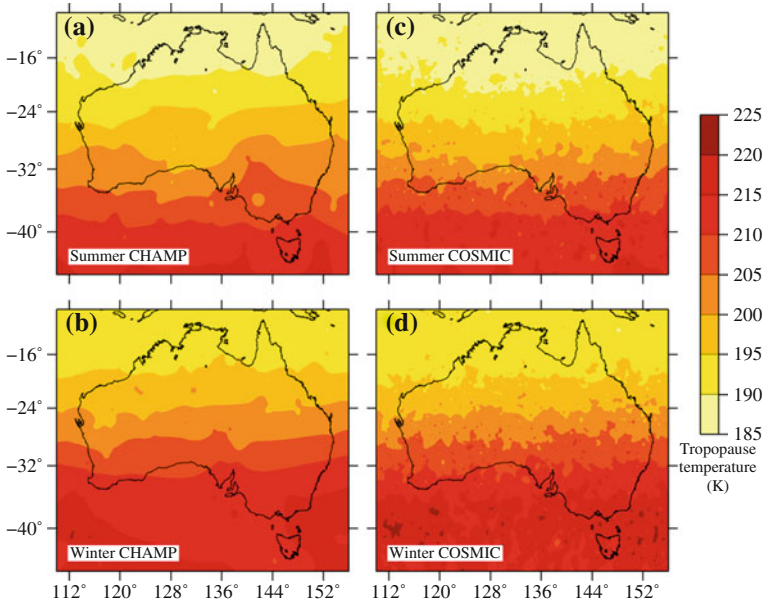 (a)
(c)
−16°
−24°
−32°
−40°
Summer CHAMP
Summer COSMIC
(b)
(d)
−16°
−24°
−32°
−40°
Winter CHAMP
Winter COSMIC
112° 120° 128° 136° 144° 152°
112° 120° 128° 136° 144° 152°
225
220
215
210
205
200
195
190
185
Tropopause
temperature
(K)